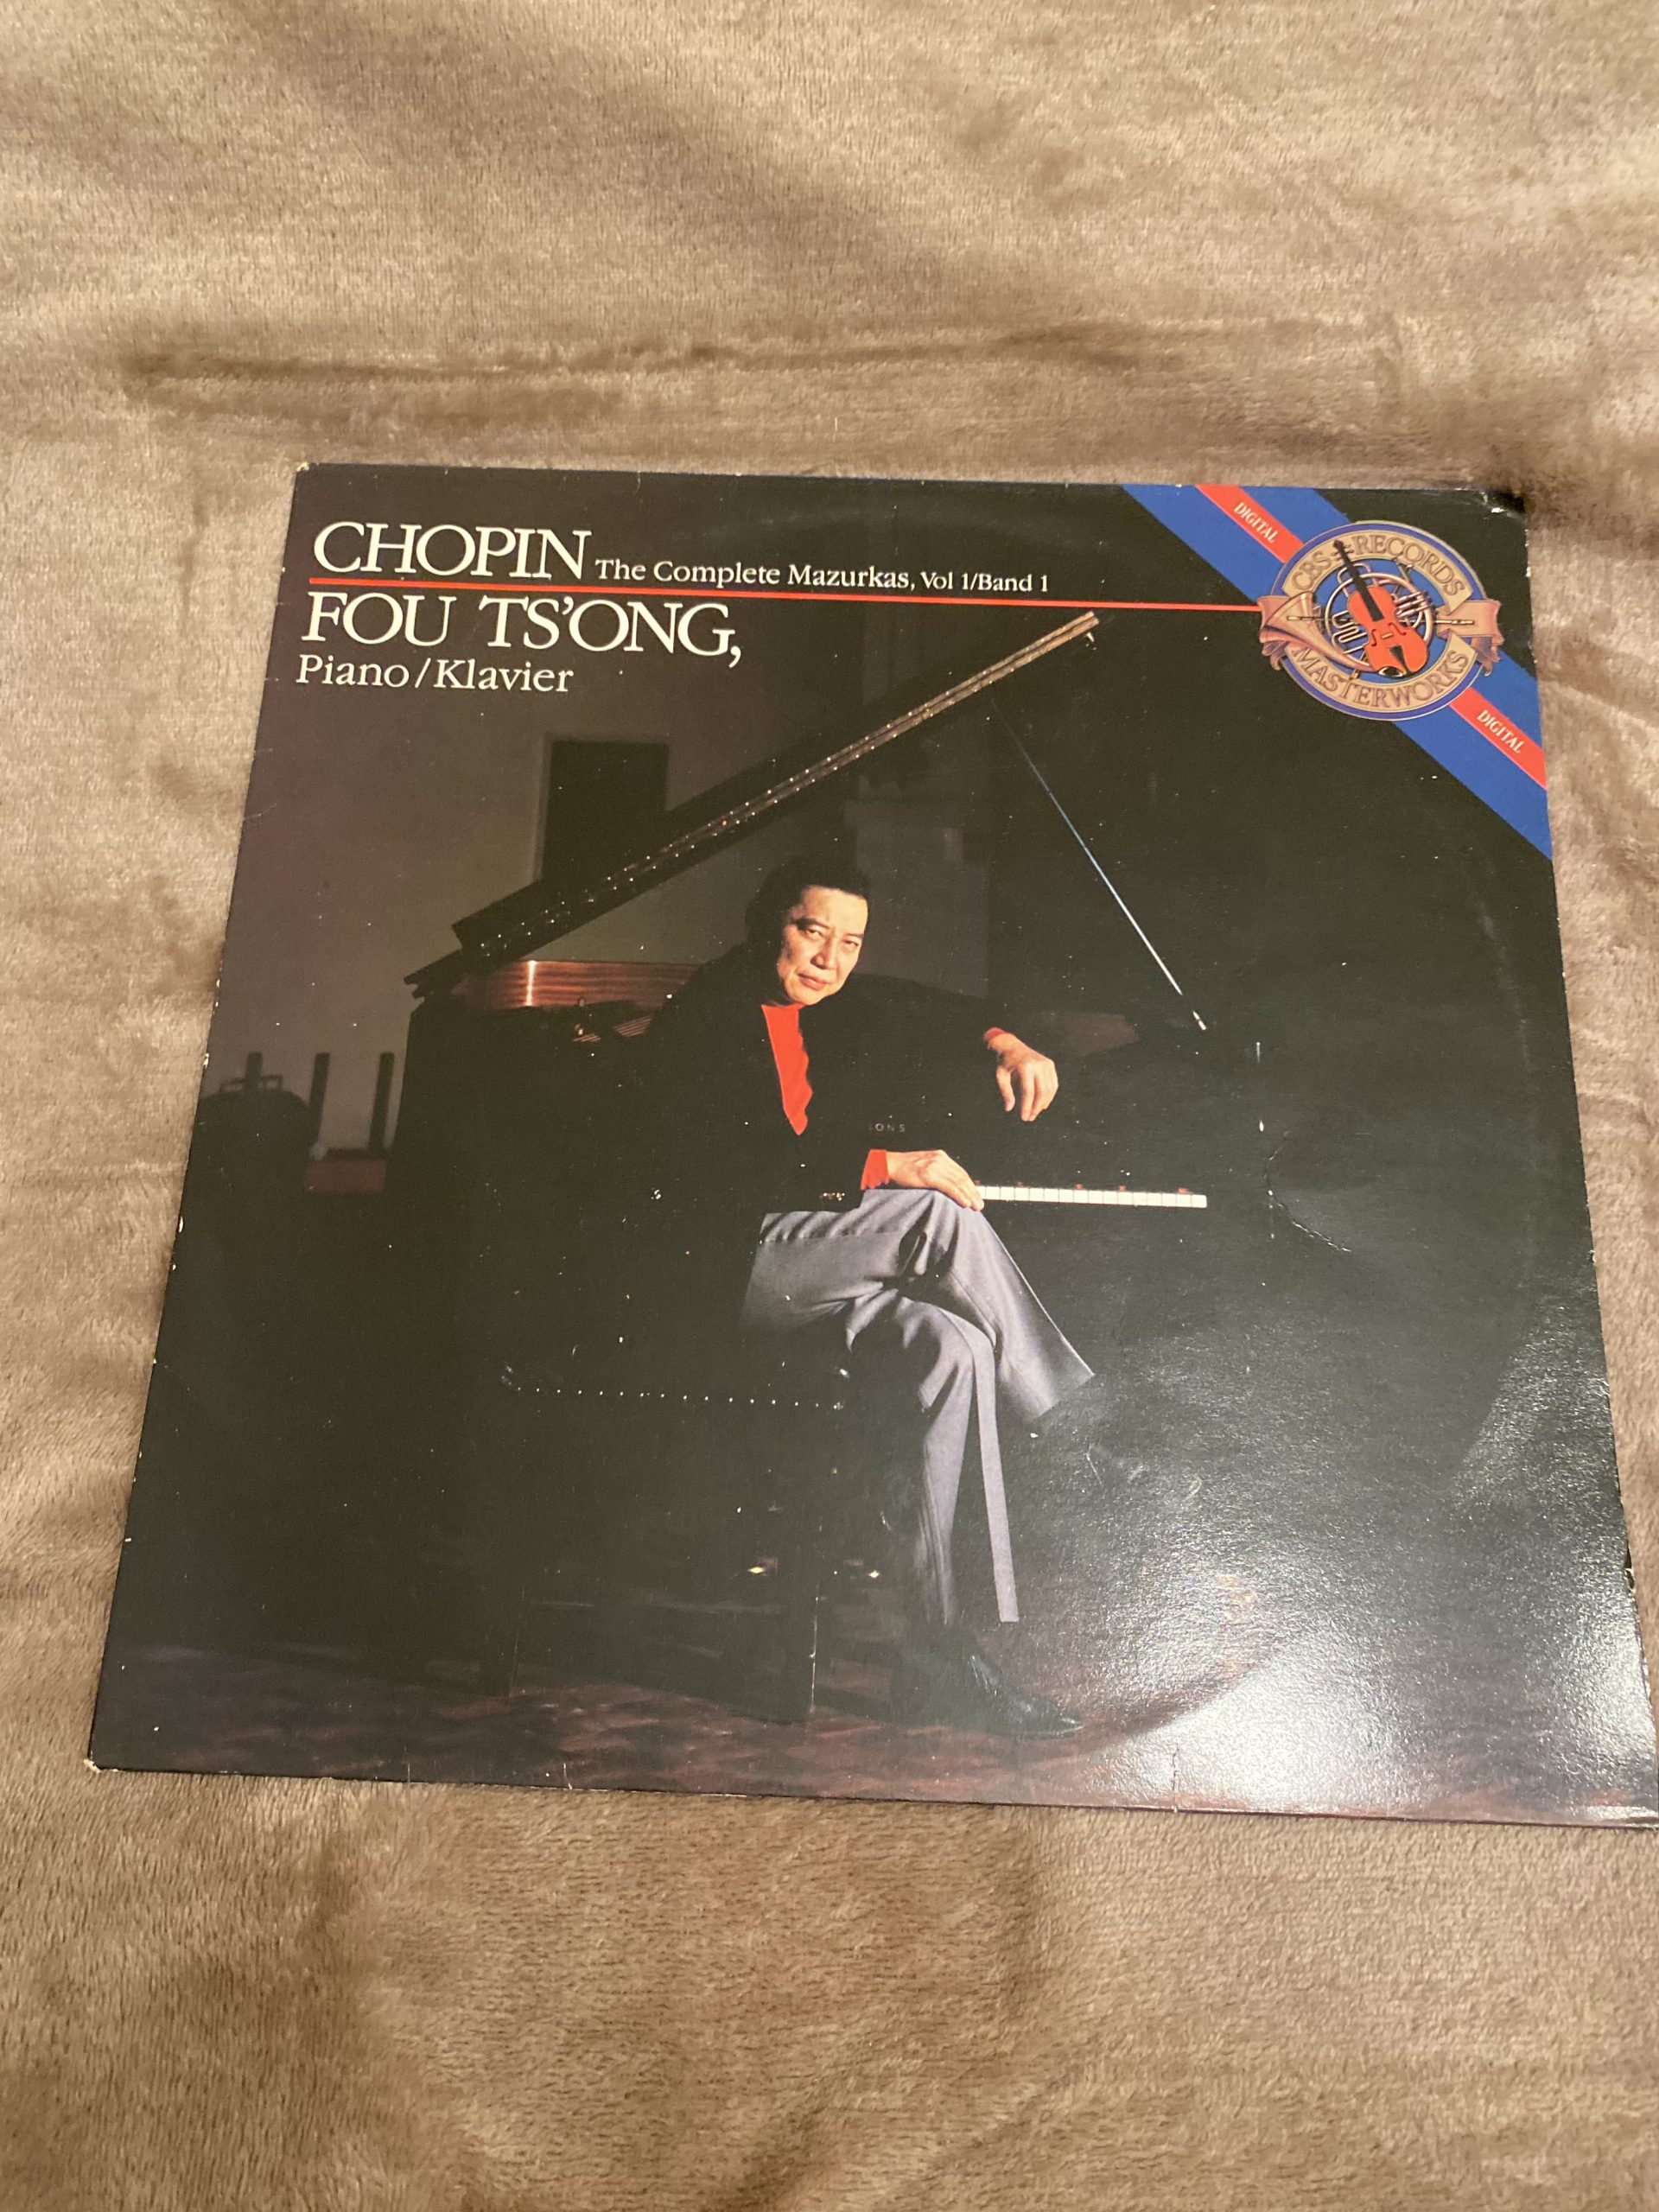 CHOPIN The Complete Mazurkas, Vol 1/Band 1
FOU TS'ONG,
Piano/Klavier
DIGITAL
CBS RECORDS
MASTERWORKS
DIGITAL